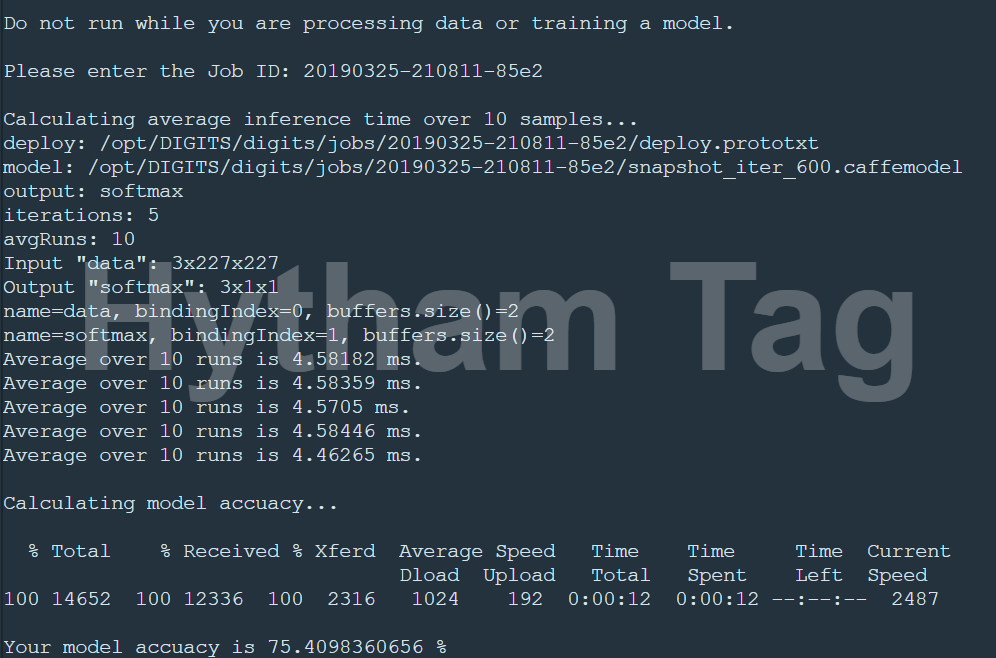 Do not run while you are processing data or training a model.
Please enter the Job ID: 20190325-210811-85e2
Calculating average inference time over 10 samples...
deploy: /opt/DIGITS/digits/jobs/20190325-210811-85e2/deploy.prototxt
model: /opt/DIGITS/digits/jobs/20190325-210811-85e2/snapshot_iter_600.caffemodel
output: softmax
iterations: 5
avgRuns: 10
Input "data": 3x227x227
Output "softmax": 3x1x1
name=data, bindingIndex=0, buffers.size()=2
name=softmax, bindingIndex=1, buffers.size()=2
Average over 10 runs is 4.58182 ms.
Average over 10 runs is 4.58359 ms.
Average over 10 runs is 4.5705 ms.
Average over 10 runs is 4.58446 ms.
Average over 10 runs is 4.46265 ms.
Hytham Tag
Calculating model accuacy...
% Total % Received % Xferd Average Speed Time Time Time Current
Dload Upload Total Spent Left Speed
100 14652 100 12336 100 2316 1024 192 0:00:12 0:00:12 --:--:-- 2487
Your model accuacy is 75.4098360656 %